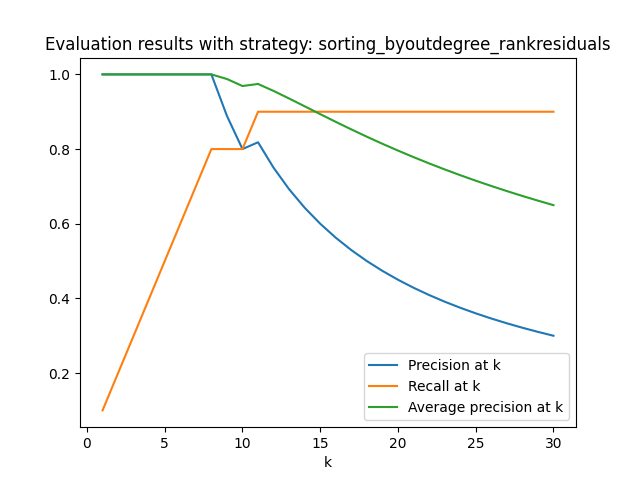 Evaluation results with strategy: sorting_byoutdegree_rankresiduals
1.0
0.8
0.6
0.4
0.2
0 5 10 15 20 25 30
k
Precision at k
Recall at k
Average precision at k